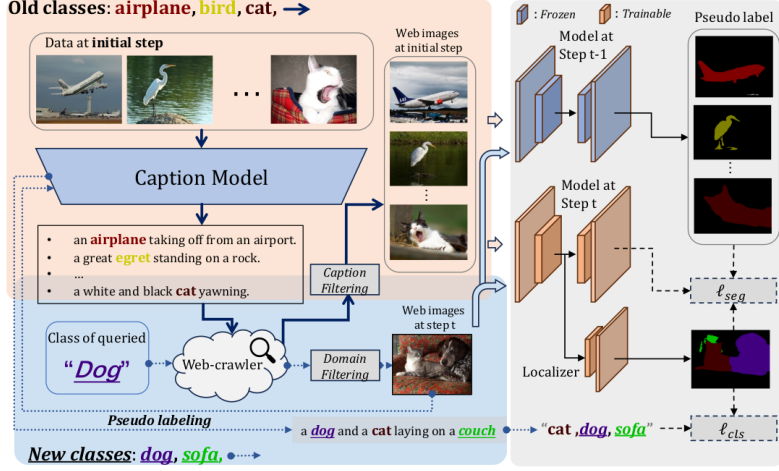 Old classes: airplane, bird, cat,
Data at initial step
Web images
at initial step
Caption Model
an airplane taking off from an airport.
a great egret standing on a rock.
...
a white and black cat yawning.
Caption
Filtering
Class of queried
"Dog"
Web-crawler
Domain
Filtering
Web images
at step t
Pseudo labeling
a dog and a cat laying on a couch
New classes: dog, sofa,
: Frozen
: Trainable
Model at
Step t-1
Pseudo label
Model at
Step t
Localizer
ℓseg
"cat ,dog, sofa"
ℓcls